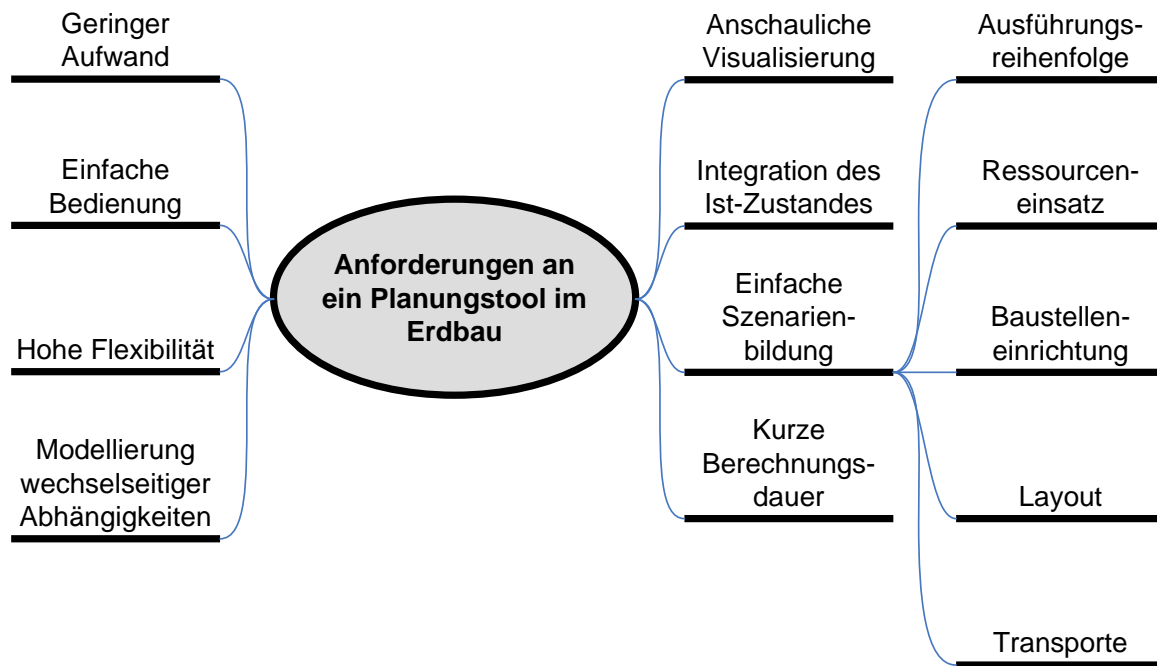 Geringer
Aufwand
Einfache
Bedienung
Hohe Flexibilität
Modellierung
wechselseitiger
Abhängigkeiten
Anforderungen an
ein Planungstool im
Erdbau
Anschauliche
Visualisierung
Integration des
Ist-Zustandes
Einfache
Szenarien-
bildung
Kurze
Berechnungs-
dauer
Ausführungs-
reihenfolge
Ressourcen-
einsatz
Baustellen-
einrichtung
Layout
Transporte